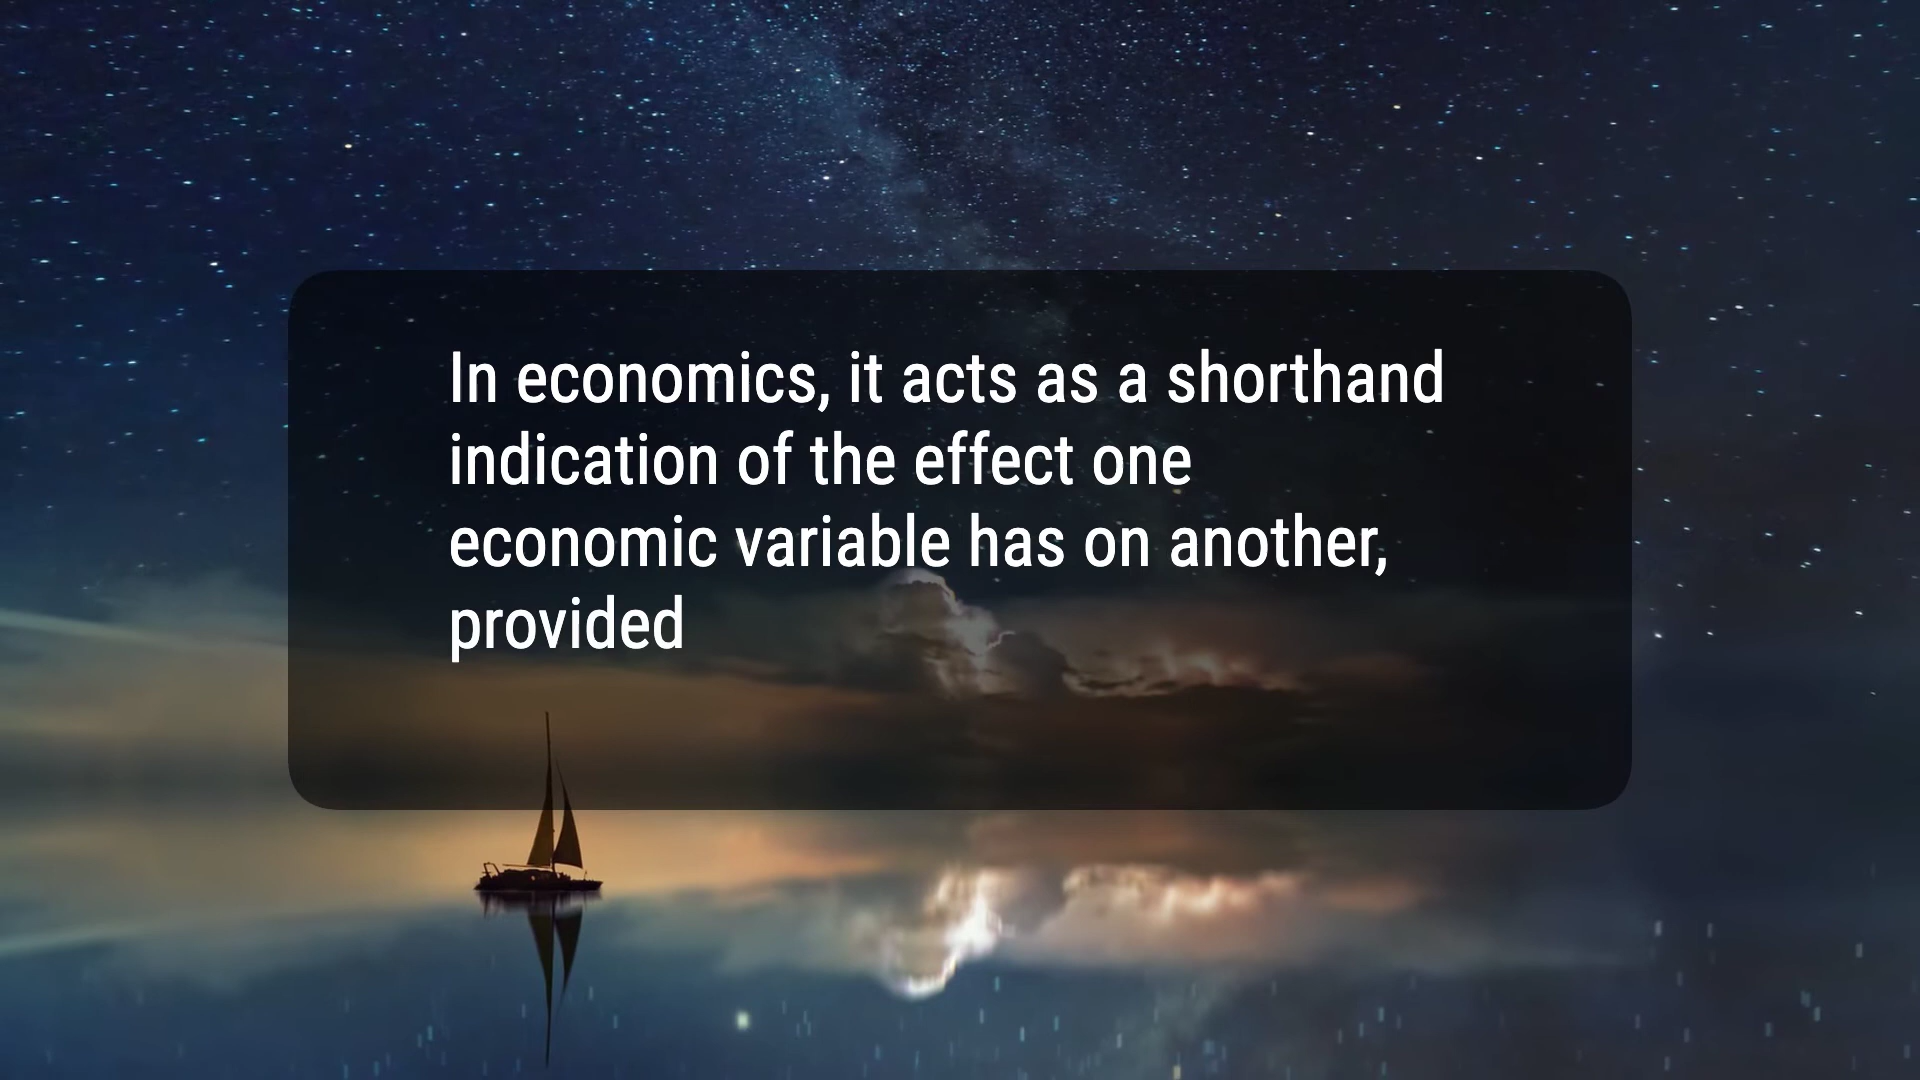 In economics, it acts as a shorthand
indication of the effect one
economic variable has on another,
provided